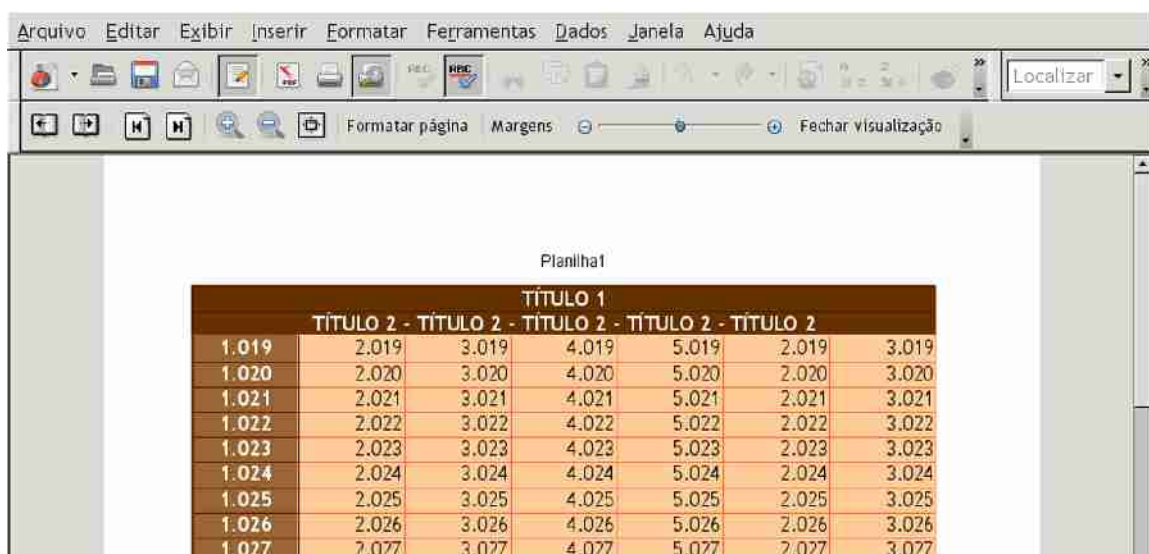 Arquivo Editar Exibir Inserir Formatar Ferramentas Dados Janela Ajuda
Localizar
Formatar página Margens Fechar visualização
Planilha1
TÍTULO 1
TÍTULO 2 - TÍTULO 2 - TÍTULO 2 - TÍTULO 2 - TÍTULO 2
1.019 2.019 3.019 4.019 5.019 2.019 3.019
1.020 2.020 3.020 4.020 5.020 2.020 3.020
1.021 2.021 3.021 4.021 5.021 2.021 3.021
1.022 2.022 3.022 4.022 5.022 2.022 3.022
1.023 2.023 3.023 4.023 5.023 2.023 3.023
1.024 2.024 3.024 4.024 5.024 2.024 3.024
1.025 2.025 3.025 4.025 5.025 2.025 3.025
1.026 2.026 3.026 4.026 5.026 2.026 3.026
1.027 2.027 3.027 4.027 5.027 2.027 3.027